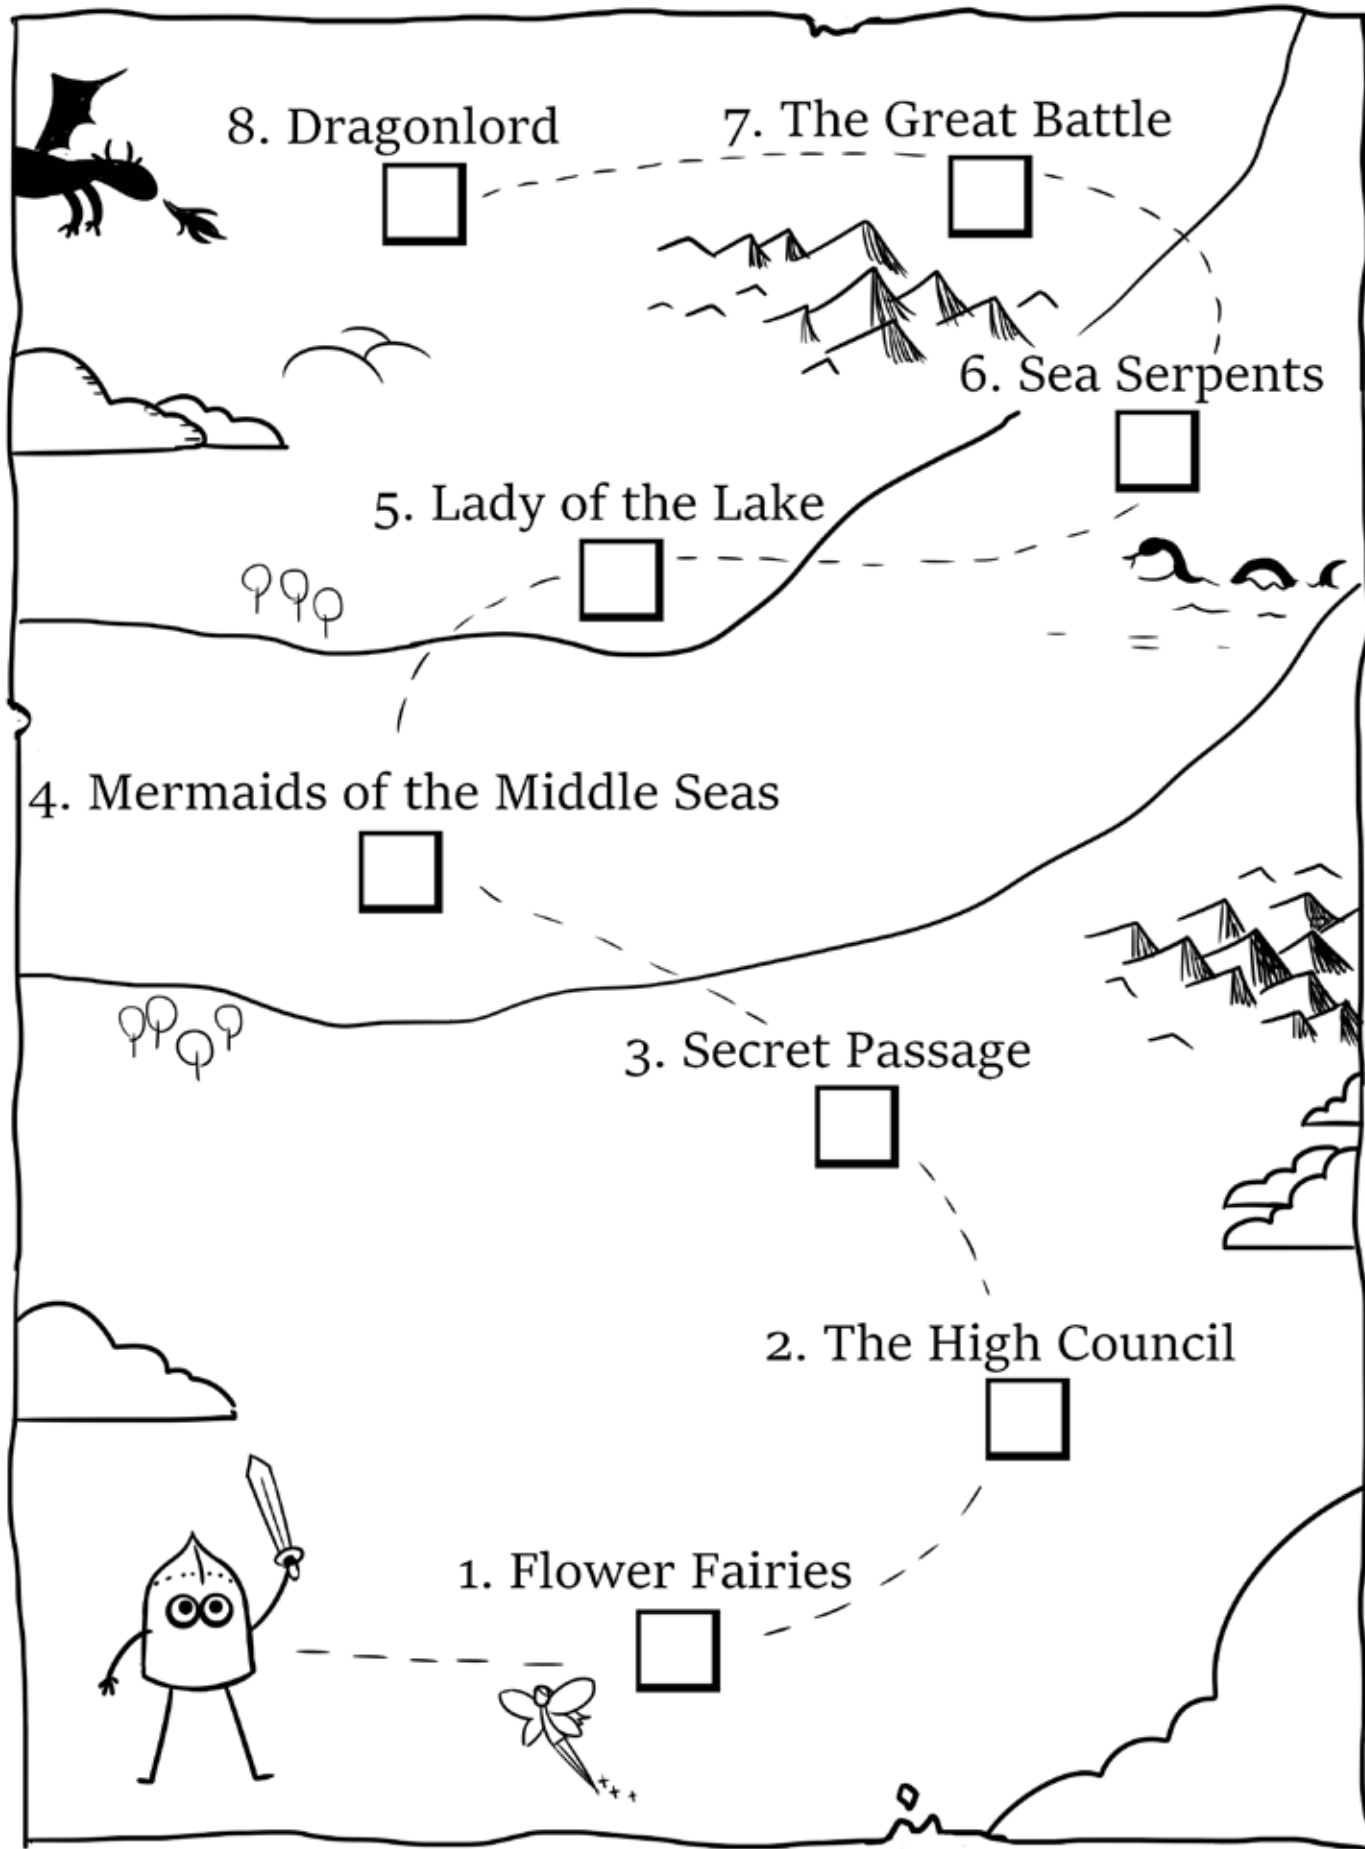 8. Dragonlord
7. The Great Battle
6. Sea Serpents
5. Lady of the Lake
4. Mermaids of the Middle Seas
3. Secret Passage
2. The High Council
1. Flower Fairies